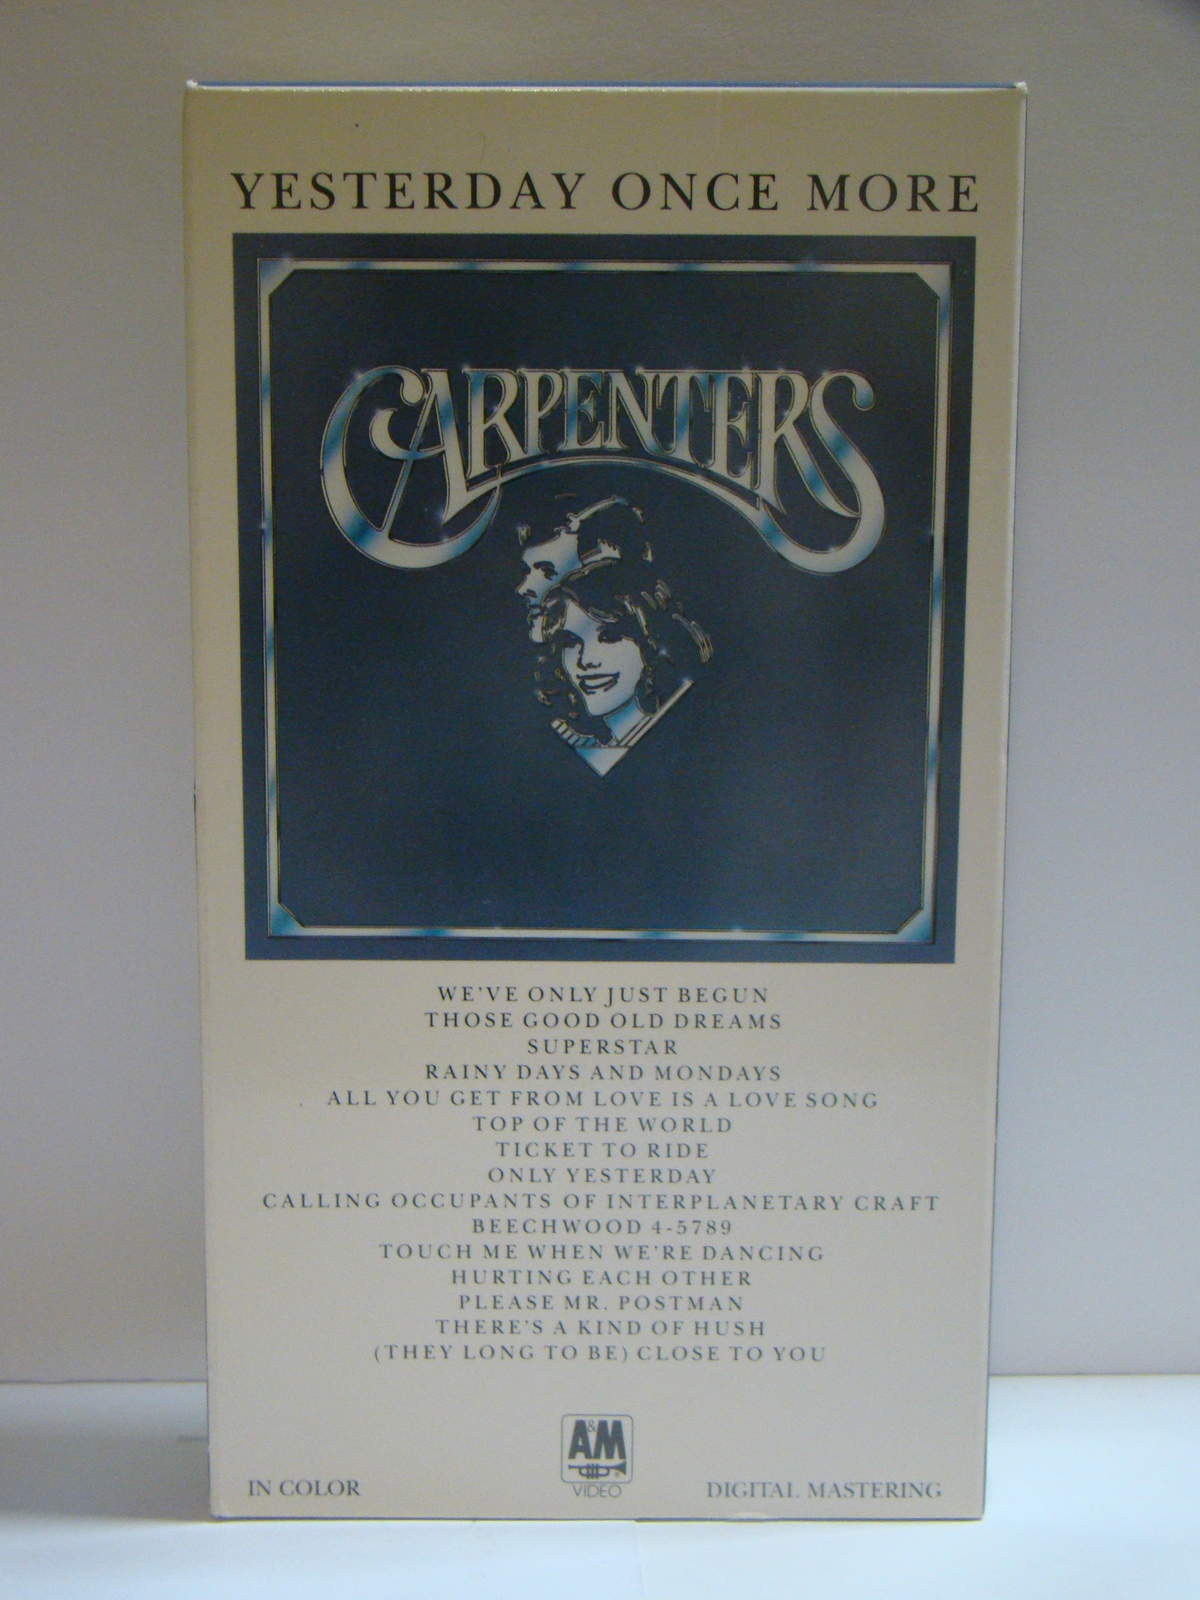 YESTERDAY ONCE MORE
CARPENTERS
WE'VE ONLY JUST BEGUN
THOSE GOOD OLD DREAMS
SUPERSTAR
RAINY DAYS AND MONDAYS
ALL YOU GET FROM LOVE IS A LOVE SONG
TOP OF THE WORLD
TICKET TO RIDE
ONLY YESTERDAY
CALLING OCCUPANTS OF INTERPLANETARY CRAFT
BEECHWOOD 4-5789
TOUCH ME WHEN WE'RE DANCING
HURTING EACH OTHER
PLEASE MR. POSTMAN
THERE'S A KIND OF HUSH
(THEY LONG TO BE) CLOSE TO YOU
A&M
VIDEO
IN COLOR
DIGITAL MASTERING